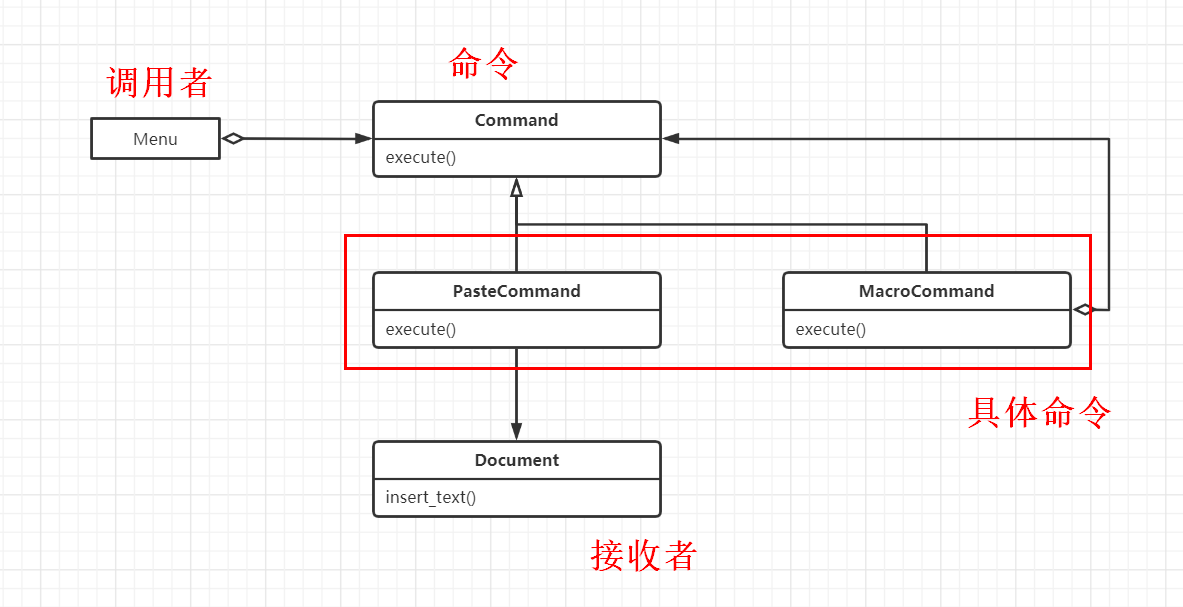 调用者
命令
Menu
Command
execute()
PasteCommand
execute()
MacroCommand
execute()
具体命令
Document
insert_text()
接收者